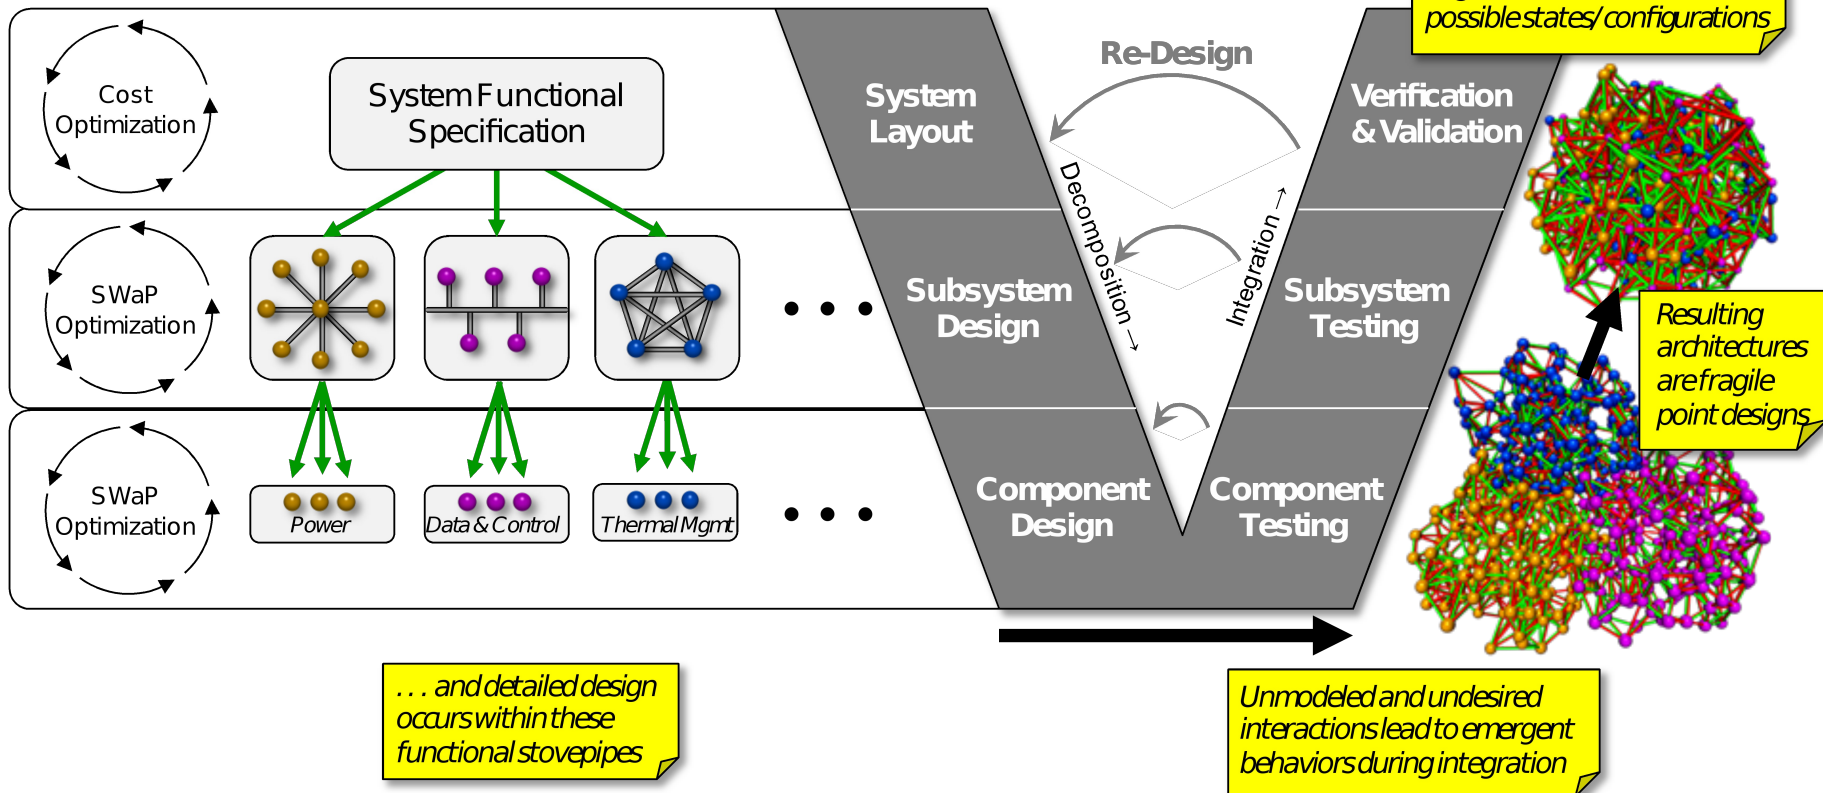 possible states/configurations
Cost
Optimization
System Functional
Specification
System
Layout
Re-Design
Verification
& Validation
SWaP
Optimization
Decomposition →
Integration →
Subsystem
Design
Subsystem
Testing
Resulting
architectures
are fragile
point designs
SWaP
Optimization
Power
Data & Control
Thermal Mgmt
Component
Design
Component
Testing
. . . and detailed design
occurs within these
functional stovepipes
Unmodeled and undesired
interactions lead to emergent
behaviors during integration